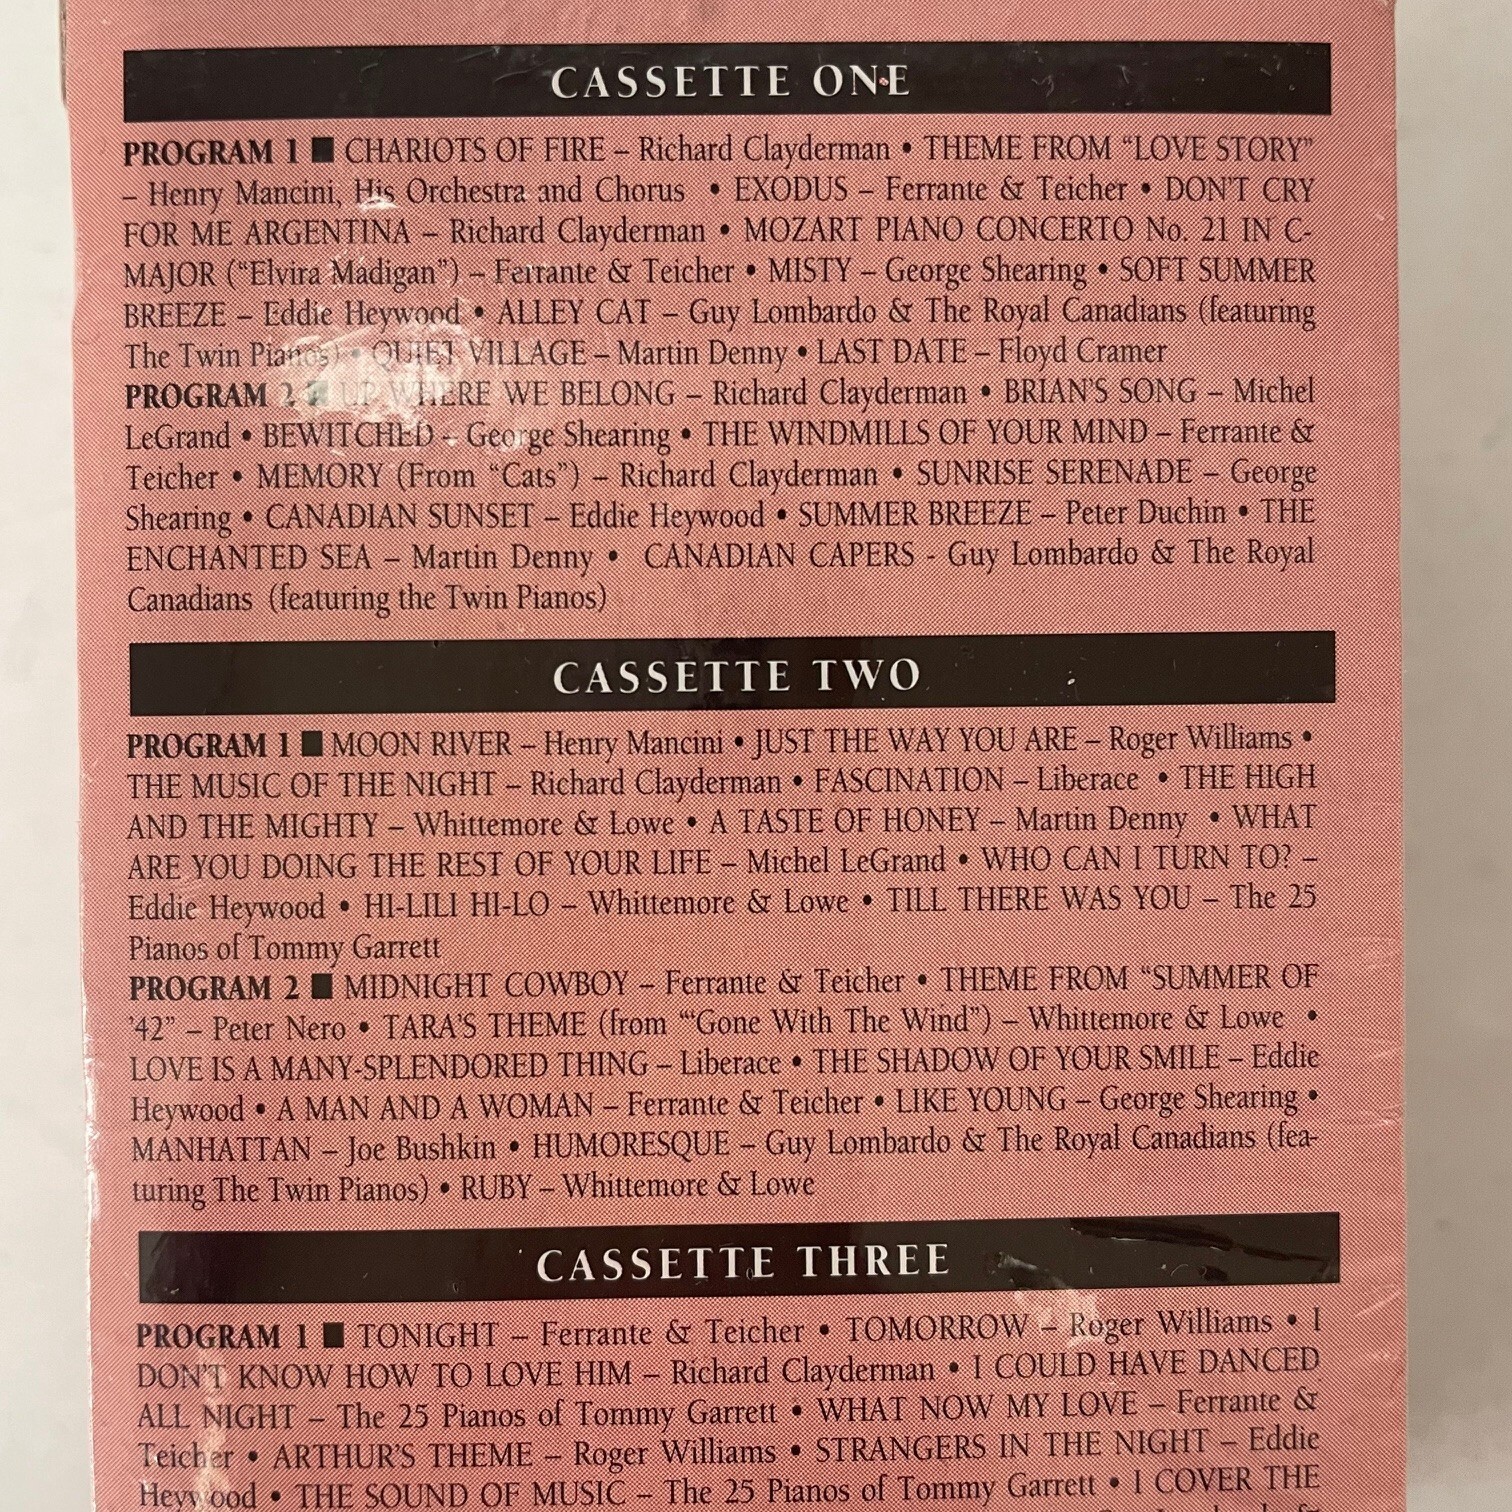 CASSETTE ONE
PROGRAM 1 ■ CHARIOTS OF FIRE – Richard Clayderman • THEME FROM “LOVE STORY”
– Henry Mancini, His Orchestra and Chorus • EXODUS – Ferrante & Teicher • DON'T CRY
FOR ME ARGENTINA – Richard Clayderman • MOZART PIANO CONCERTO No. 21 IN C-
MAJOR (“Elvira Madigan”) – Ferrante & Teicher • MISTY – George Shearing • SOFT SUMMER
BREEZE – Eddie Heywood • ALLEY CAT – Guy Lombardo & The Royal Canadians (featuring
The Twin Pianos) • QUIET VILLAGE – Martin Denny • LAST DATE – Floyd Cramer
PROGRAM 2 ■ UP WHERE WE BELONG – Richard Clayderman • BRIAN'S SONG – Michel
LeGrand • BEWITCHED – George Shearing • THE WINDMILLS OF YOUR MIND – Ferrante &
Teicher • MEMORY (From “Cats”) – Richard Clayderman • SUNRISE SERENADE – George
Shearing • CANADIAN SUNSET – Eddie Heywood • SUMMER BREEZE – Peter Duchin • THE
ENCHANTED SEA – Martin Denny • CANADIAN CAPERS - Guy Lombardo & The Royal
Canadians (featuring the Twin Pianos)
CASSETTE TWO
PROGRAM 1 ■ MOON RIVER – Henry Mancini • JUST THE WAY YOU ARE – Roger Williams •
THE MUSIC OF THE NIGHT – Richard Clayderman • FASCINATION – Liberace • THE HIGH
AND THE MIGHTY – Whittemore & Lowe • A TASTE OF HONEY – Martin Denny • WHAT
ARE YOU DOING THE REST OF YOUR LIFE – Michel LeGrand • WHO CAN I TURN TO? –
Eddie Heywood • HI-LILI HI-LO – Whittemore & Lowe • TILL THERE WAS YOU – The 25
Pianos of Tommy Garrett
PROGRAM 2 ■ MIDNIGHT COWBOY – Ferrante & Teicher • THEME FROM “SUMMER OF
'42” – Peter Nero • TARA'S THEME (from “'Gone With The Wind”) – Whittemore & Lowe •
LOVE IS A MANY-SPLENDORED THING – Liberace • THE SHADOW OF YOUR SMILE – Eddie
Heywood • A MAN AND A WOMAN – Ferrante & Teicher • LIKE YOUNG – George Shearing •
MANHATTAN – Joe Bushkin • HUMORESQUE – Guy Lombardo & The Royal Canadians (fea-
turing The Twin Pianos) • RUBY – Whittemore & Lowe
CASSETTE THREE
PROGRAM 1 ■ TONIGHT – Ferrante & Teicher • TOMORROW – Roger Williams • I
DON'T KNOW HOW TO LOVE HIM – Richard Clayderman • I COULD HAVE DANCED
ALL NIGHT – The 25 Pianos of Tommy Garrett • WHAT NOW MY LOVE – Ferrante &
Teicher • ARTHUR'S THEME – Roger Williams • STRANGERS IN THE NIGHT – Eddie
Heywood • THE SOUND OF MUSIC – The 25 Pianos of Tommy Garrett • I COVER THE